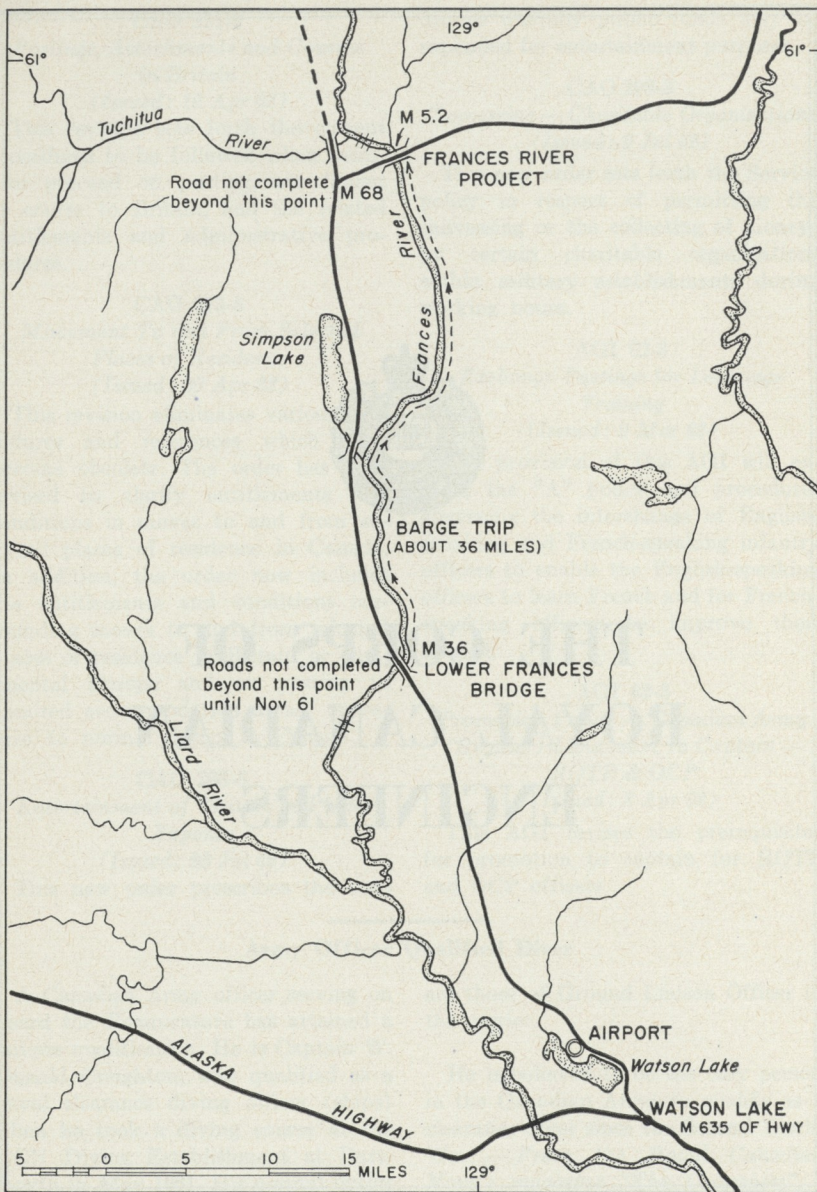 129°
61°
61°
M 5.2
Tuchitua
River
FRANCES RIVER
PROJECT
Road not complete
beyond this point
M 68
River
Frances
Simpson
Lake
BARGE TRIP
(ABOUT 36 MILES)
M 36
LOWER FRANCES
BRIDGE
Roads not completed
beyond this point
until Nov 61
Liard River
AIRPORT
Watson Lake
ALASKA
HIGHWAY
WATSON LAKE
M 635 OF HWY
5 0 5 10 15
MILES
129°